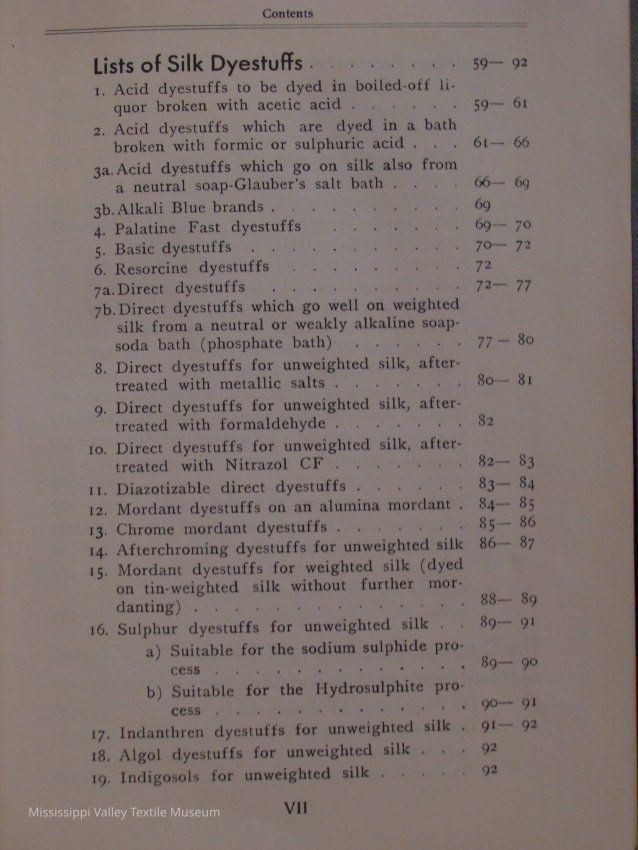 Contents
Lists of Silk Dyestuffs . . . . . . . . 59— 92
1. Acid dyestuffs to be dyed in boiled-off li-
quor broken with acetic acid . . . . . . 59— 61
2. Acid dyestuffs which are dyed in a bath
broken with formic or sulphuric acid . . . 61— 66
3a. Acid dyestuffs which go on silk also from
a neutral soap-Glauber's salt bath . . . . 66— 69
3b. Alkali Blue brands . . . . . . . . . . 69
4. Palatine Fast dyestuffs . . . . . . . 69— 70
5. Basic dyestuffs . . . . . . . . . . . 70— 72
6. Resorcine dyestuffs . . . . . . . . . 72
7a. Direct dyestuffs . . . . . . . . . . 72— 77
7b. Direct dyestuffs which go well on weighted
silk from a neutral or weakly alkaline soap-
soda bath (phosphate bath) . . . . . . 77 – 80
8. Direct dyestuffs for unweighted silk, after-
treated with metallic salts . . . . . . . 80— 81
9. Direct dyestuffs for unweighted silk, after-
treated with formaldehyde . . . . . . . 82
10. Direct dyestuffs for unweighted silk, after-
treated with Nitrazol CF . . . . . . . 82— 83
11. Diazotizable direct dyestuffs . . . . . . 83— 84
12. Mordant dyestuffs on an alumina mordant . 84— 85
13. Chrome mordant dyestuffs . . . . . . . 85— 86
14. Afterchroming dyestuffs for unweighted silk 86— 87
15. Mordant dyestuffs for weighted silk (dyed
on tin-weighted silk without further mor-
danting) . . . . . . . . . . . . . . 88— 89
16. Sulphur dyestuffs for unweighted silk . . 89— 91
a) Suitable for the sodium sulphide pro-
cess . . . . . . . . . . . . . 89— 90
b) Suitable for the Hydrosulphite pro-
cess . . . . . . . . . . . . . 90— 91
17. Indanthren dyestuffs for unweighted silk . 91— 92
18. Algol dyestuffs for unweighted silk . . . 92
19. Indigosols for unweighted silk . . . . . 92
VII
Mississippi Valley Textile Museum